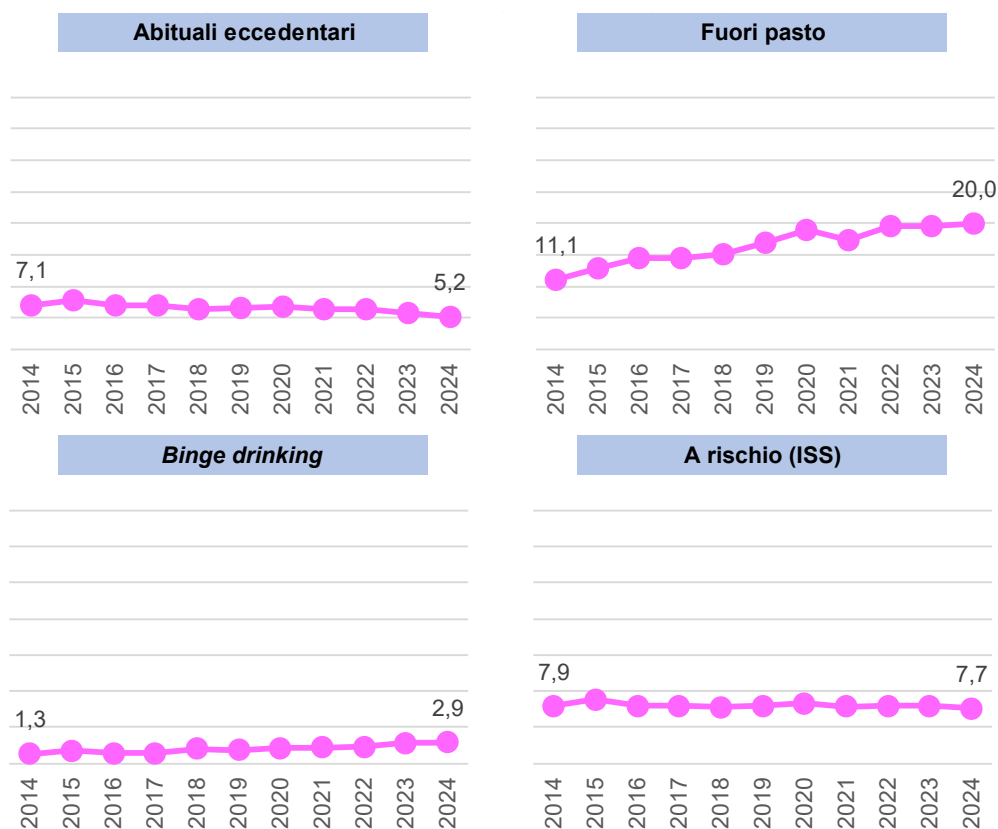 Abituali eccedentari
7,1
5,2
2014 2015 2016 2017 2018 2019 2020 2021 2022 2023 2024
Fuori pasto
11,1
20,0
2014 2015 2016 2017 2018 2019 2020 2021 2022 2023 2024
Binge drinking
1,3
2,9
2014 2015 2016 2017 2018 2019 2020 2021 2022 2023 2024
A rischio (ISS)
7,9
7,7
2014 2015 2016 2017 2018 2019 2020 2021 2022 2023 2024